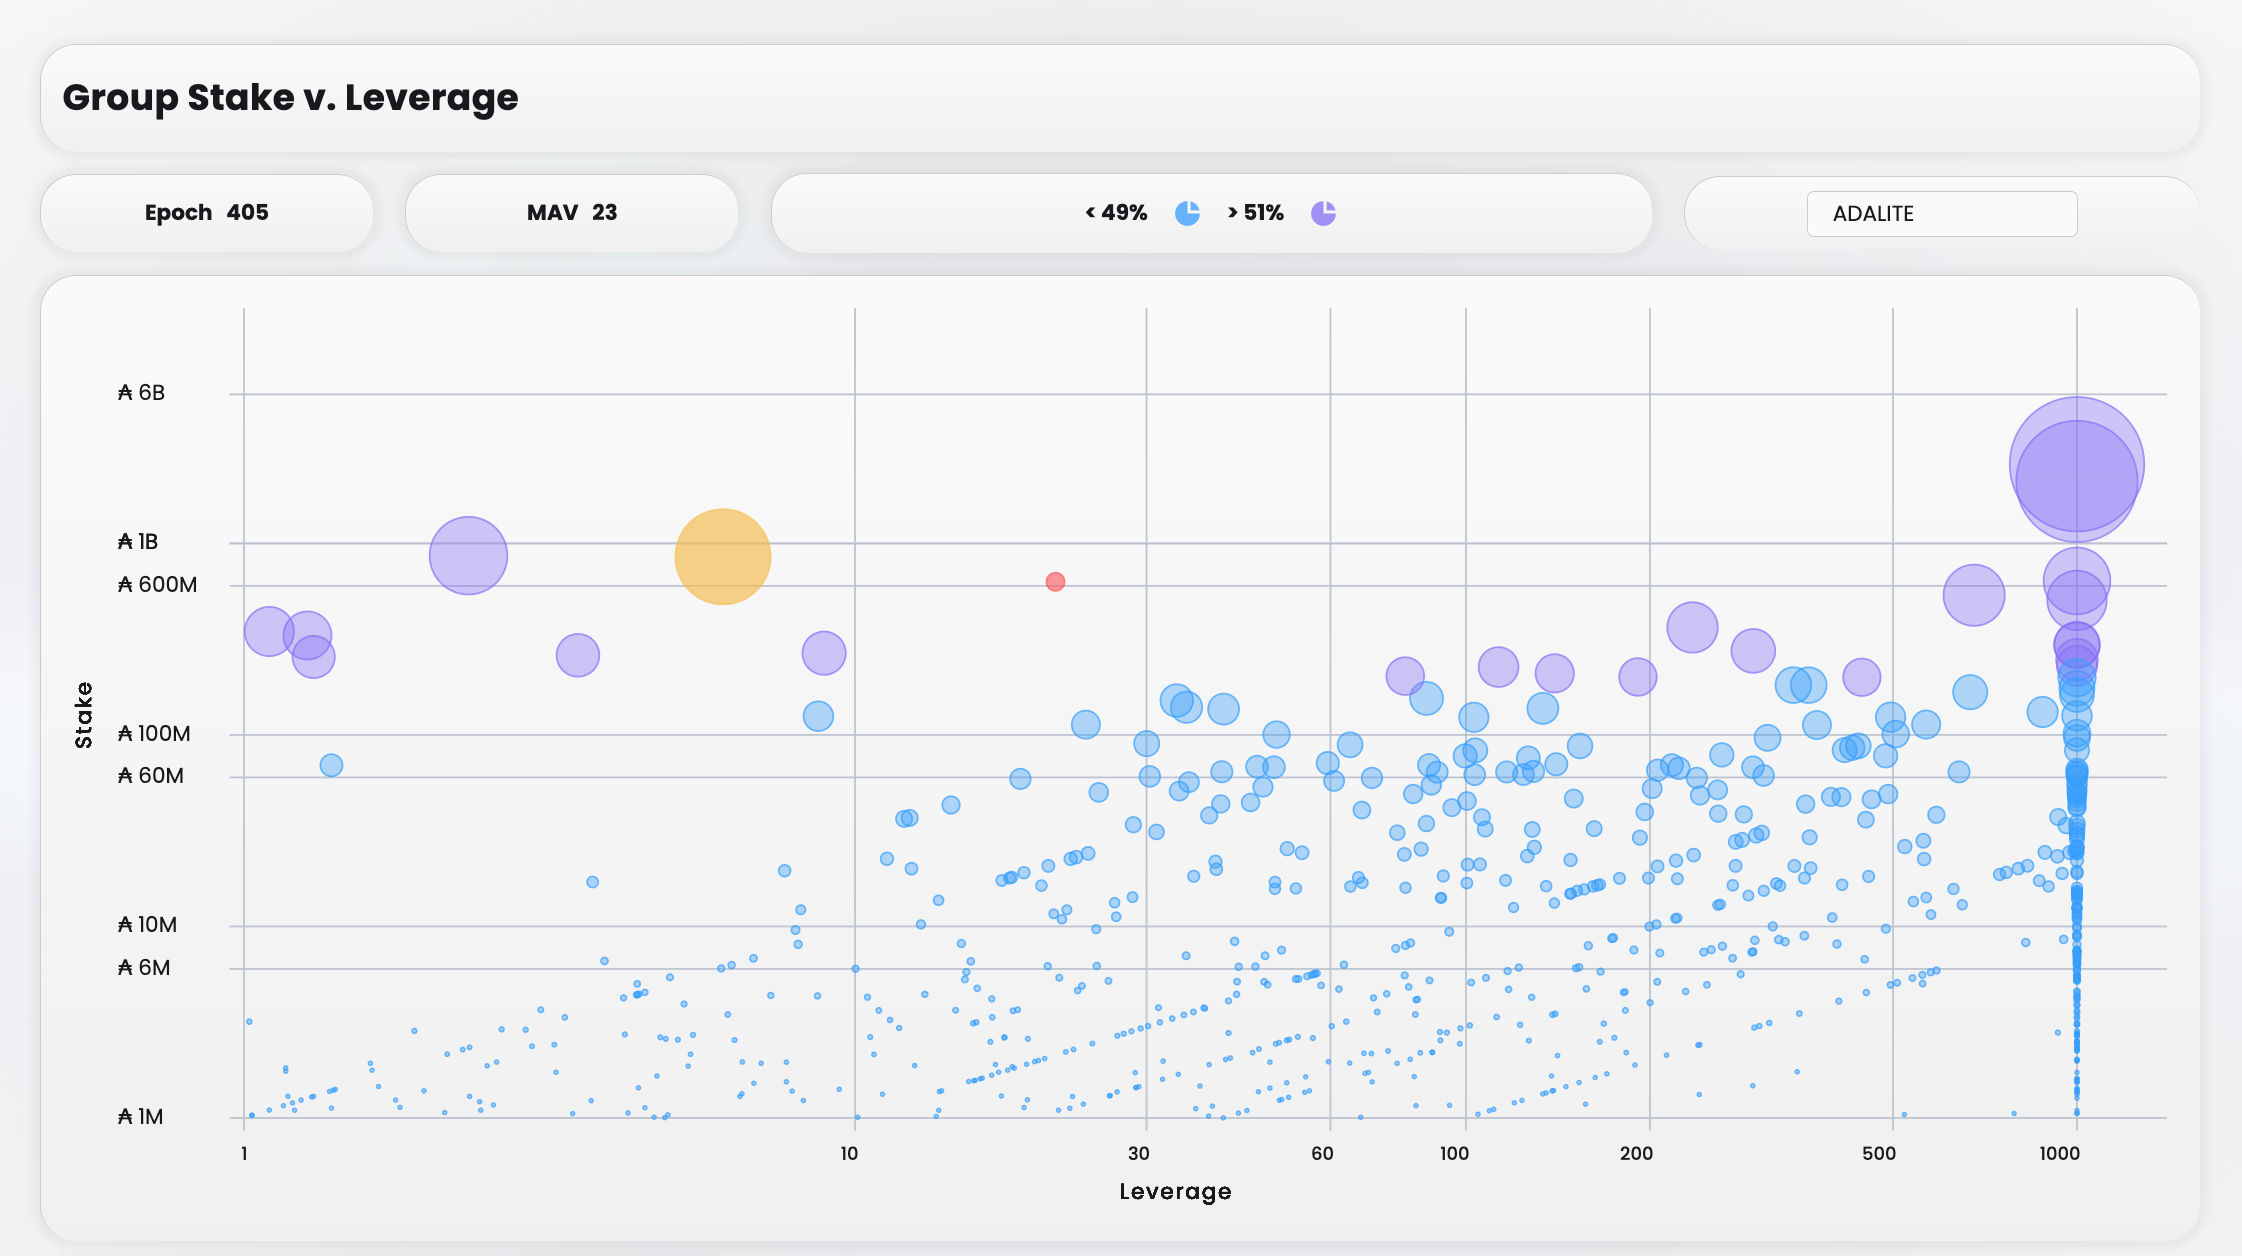 Group Stake v. Leverage
Epoch 405
MAV 23
< 49% > 51%
ADALITE
₳ 6B
₳ 1B
₳ 600M
₳ 100M
₳ 60M
₳ 10M
₳ 6M
₳ 1M
Stake
1 10 30 60 100 200 500 1000
Leverage